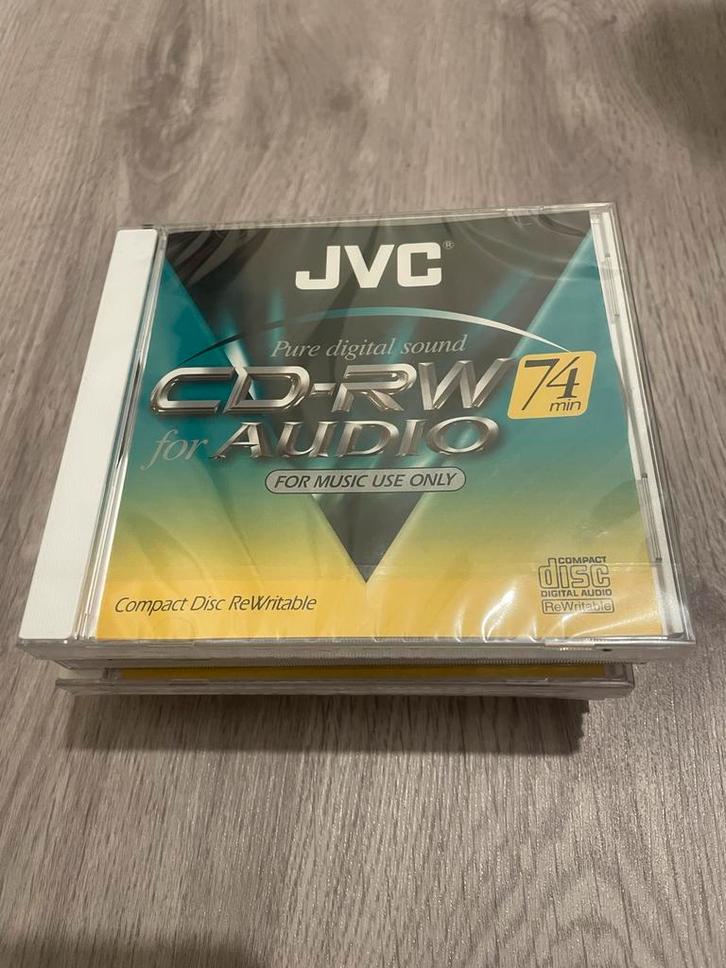 JVC®
Pure digital sound
CD-RW 74 min
for AUDIO
FOR MUSIC USE ONLY
COMPACT
disc
DIGITAL AUDIO
ReWritable
Compact Disc ReWritable